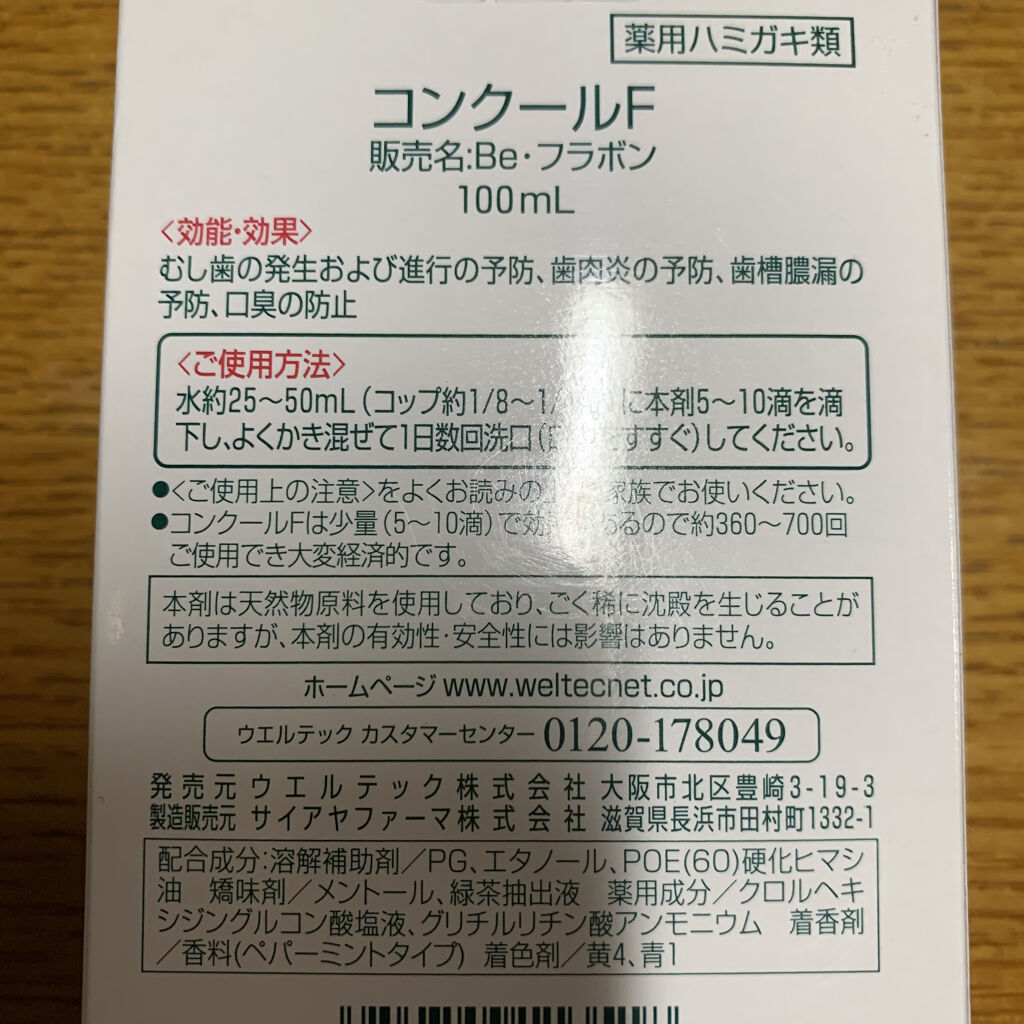 薬用ハミガキ類
コンクールF
販売名:Be・フラボン
100mL
<効能・効果>
むし歯の発生および進行の予防、歯肉炎の予防、歯槽膿漏の
予防、口臭の防止
<ご使用方法>
水約25～50mL(コップ約1/8～1/ に本剤5～10滴を滴
下し、よくかき混ぜて1日数回洗口( すすぐ)してください。
●<ご使用上の注意>をよくお読みの 家族でお使いください。
●コンクールFは少量(5～10滴)で効 あるので約360～700回
ご使用でき大変経済的です。
本剤は天然物原料を使用しており、ごく稀に沈殿を生じることが
ありますが、本剤の有効性・安全性には影響はありません。
ホームページ www.weltecnet.co.jp
ウエルテック カスタマーセンター 0120-178049
発売元 ウエルテック株式会社 大阪市北区豊崎3-19-3
製造販売元 サイアヤファーマ株式会社 滋賀県長浜市田村町1332-1
配合成分:溶解補助剤/PG、エタノール、POE(60)硬化ヒマシ
油 矯味剤/メントール、緑茶抽出液 薬用成分/クロルヘキ
シジングルコン酸塩液、グリチルリチン酸アンモニウム 着香剤
/香料(ペパーミントタイプ) 着色剤/黄4、青1